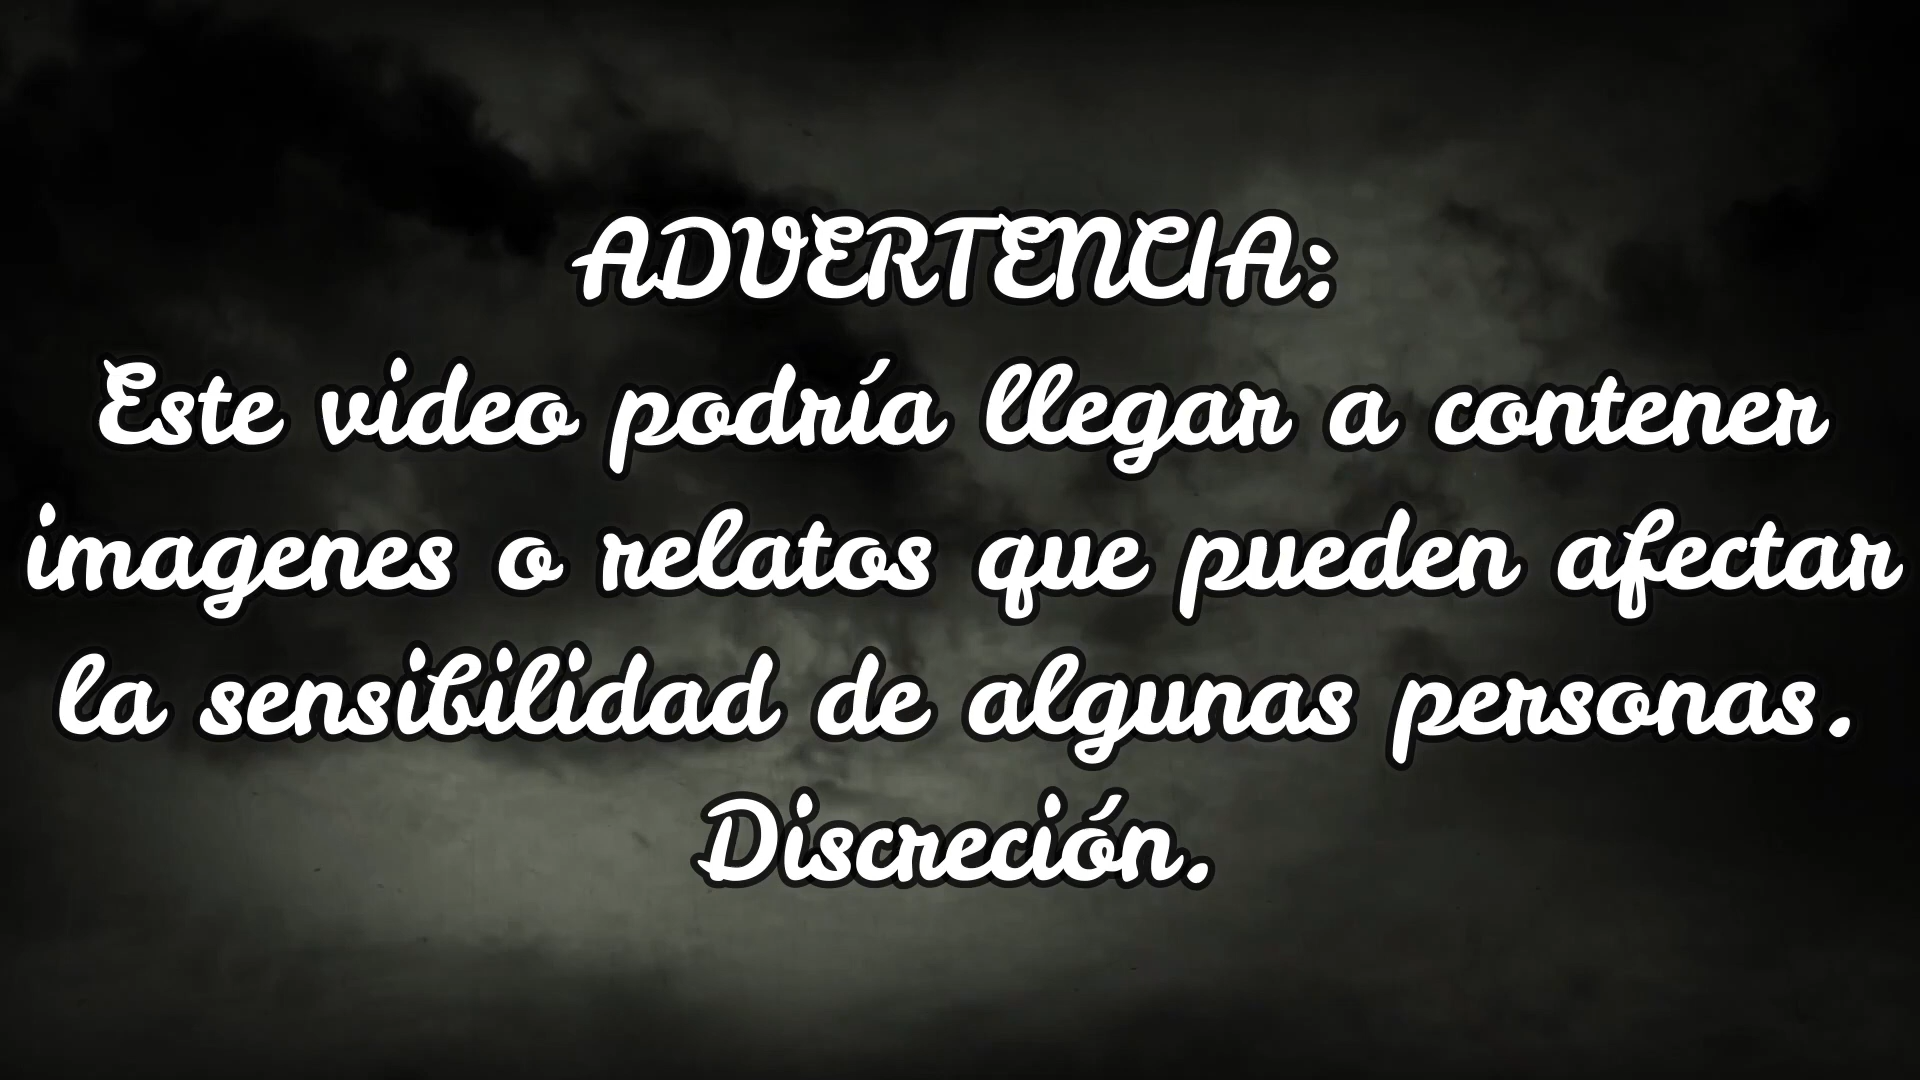 ADVERTENCIA:
Este video podría llegar a contener
imagenes o relatos que pueden afectar
la sensibilidad de algunas personas.
Discreción.